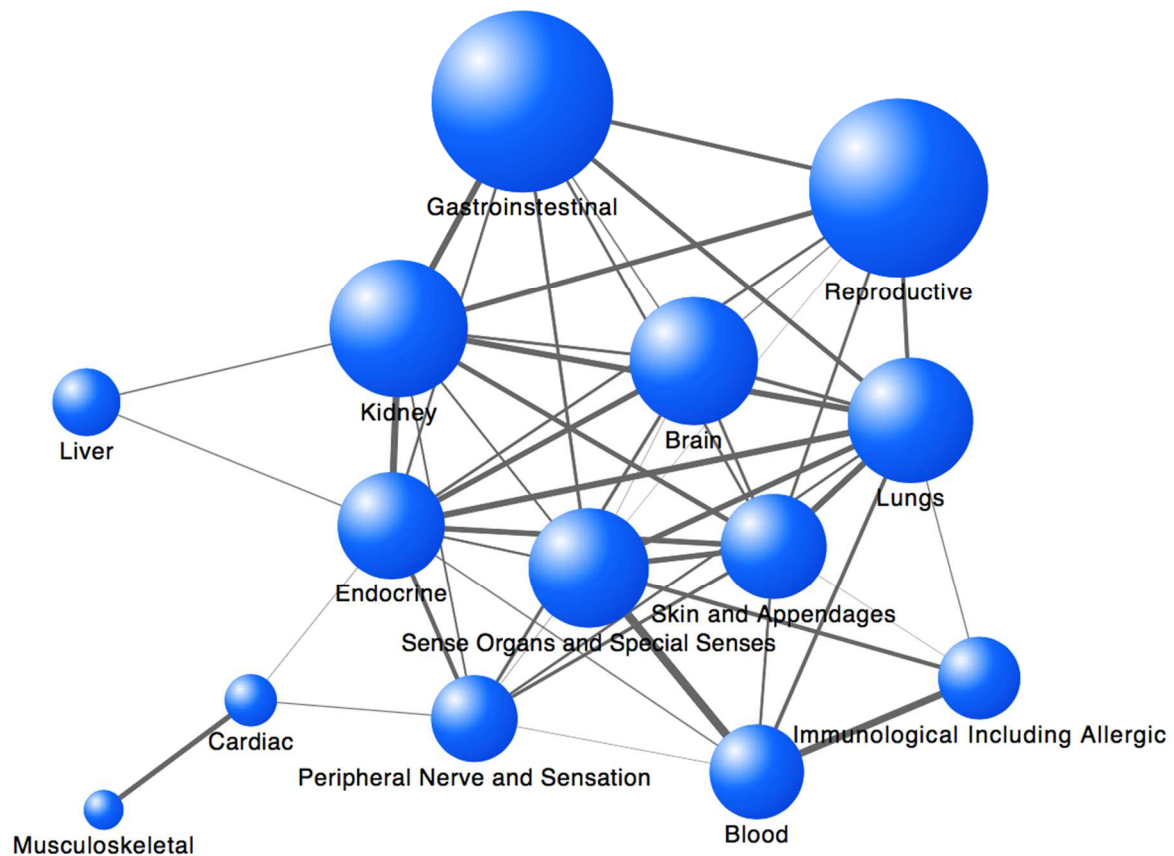 Gastroinstestinal
Reproductive
Kidney
Brain
Liver
Lungs
Endocrine
Skin and Appendages
Sense Organs and Special Senses
Cardiac
Immunological Including Allergic
Peripheral Nerve and Sensation
Blood
Musculoskeletal